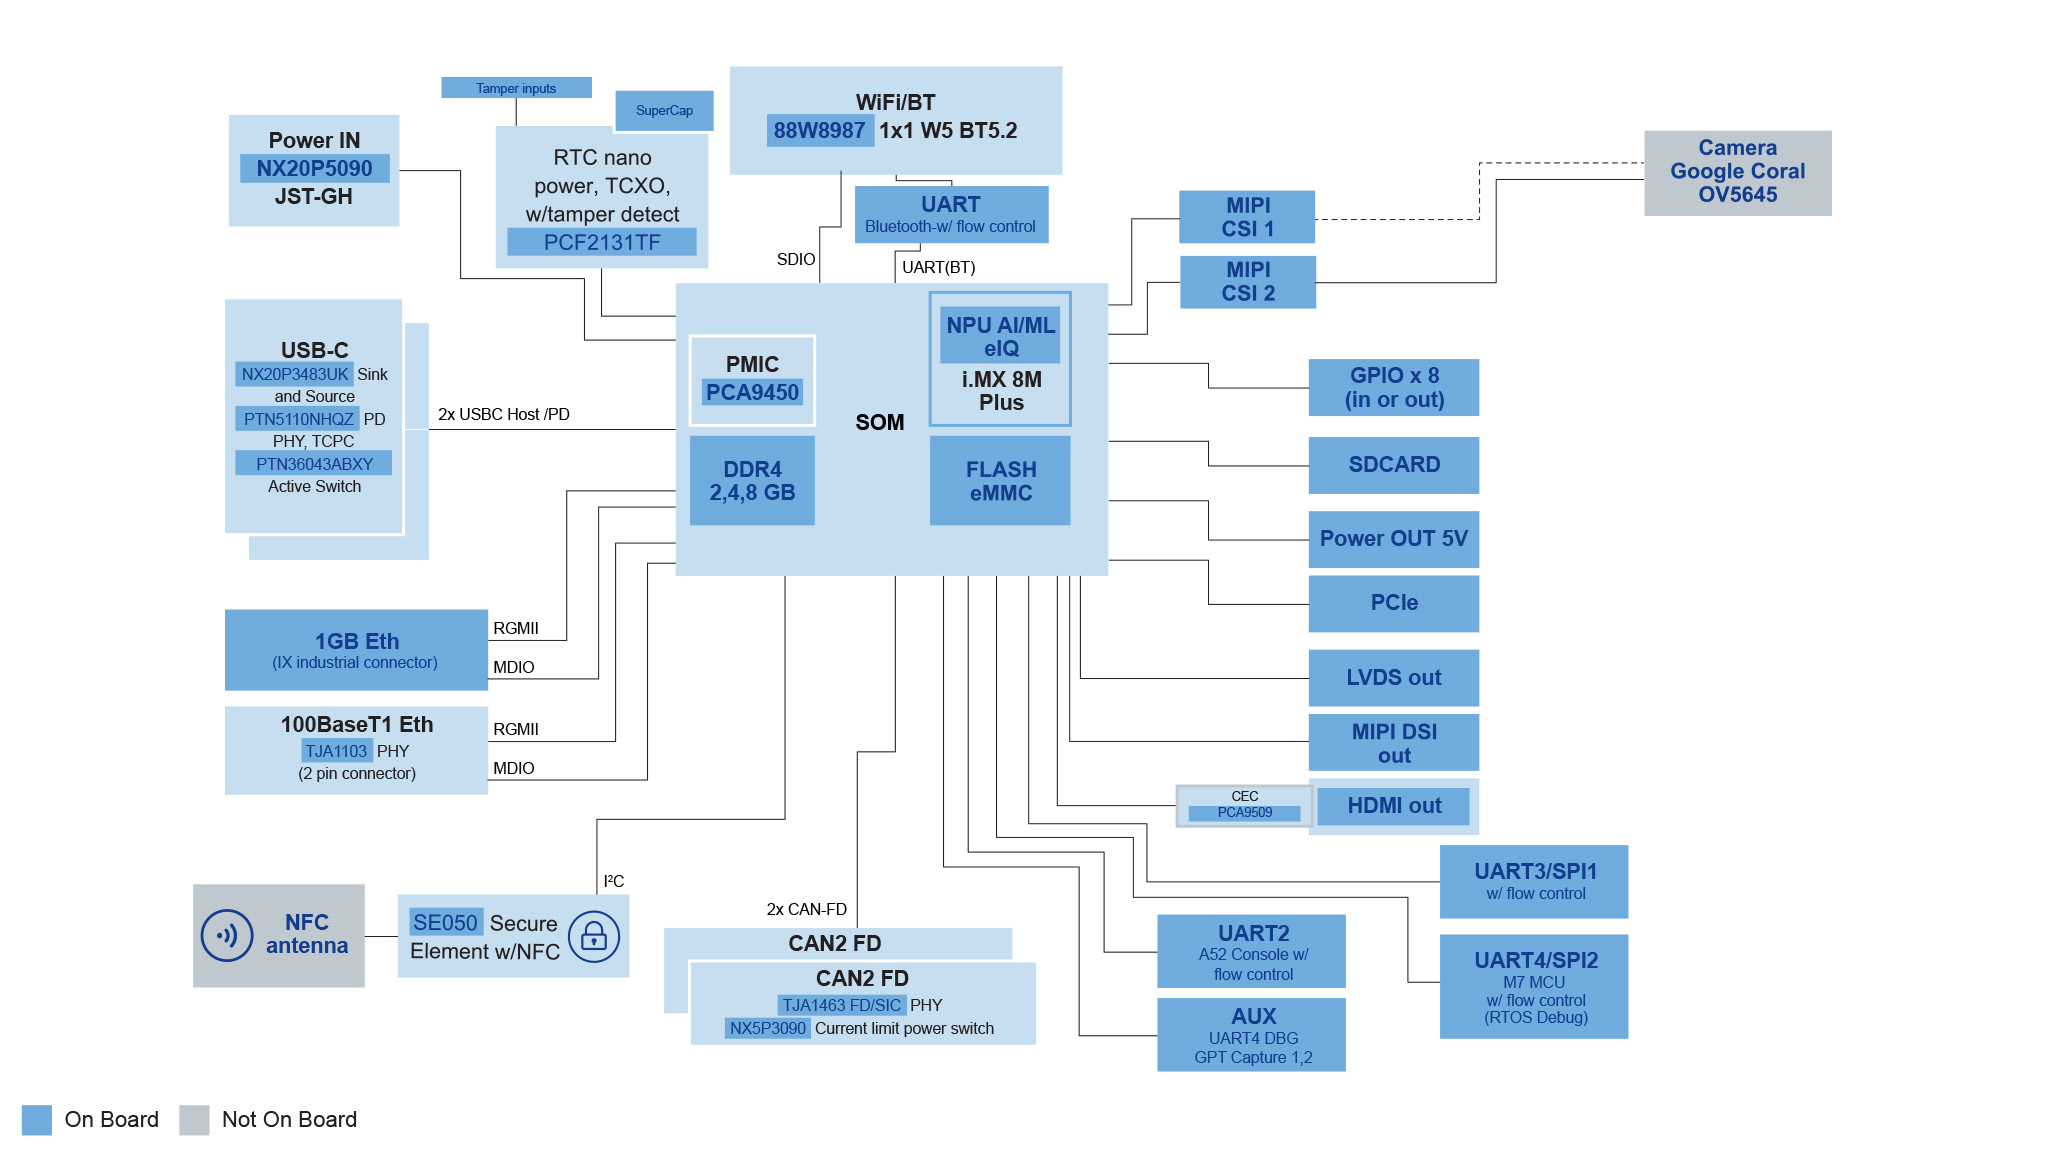 Tamper inputs
SuperCap
WiFi/BT
88W8987 1x1 W5 BT5.2
Power IN
NX20P5090
JST-GH
RTC nano
power, TCXO,
w/tamper detect
PCF2131TF
UART
Bluetooth-w/ flow control
SDIO
UART(BT)
MIPI
CSI 1
MIPI
CSI 2
Camera
Google Coral
OV5645
USB-C
NX20P3483UK Sink
and Source
PTN5110NHQZ PD
PHY, TCPC
PTN36043ABXY
Active Switch
2x USBC Host /PD
PMIC
PCA9450
DDR4
2,4,8 GB
SOM
NPU AI/ML
eIQ
i.MX 8M
Plus
FLASH
eMMC
GPIO x 8
(in or out)
SDCARD
Power OUT 5V
PCIe
LVDS out
MIPI DSI
out
CEC
PCA9509
HDMI out
1GB Eth
(IX industrial connector)
RGMII
MDIO
100BaseT1 Eth
TJA1103 PHY
(2 pin connector)
RGMII
MDIO
NFC
antenna
I²C
SE050 Secure
Element w/NFC
2x CAN-FD
CAN2 FD
CAN2 FD
TJA1463 FD/SIC PHY
NX5P3090 Current limit power switch
UART3/SPI1
w/ flow control
UART2
A52 Console w/
flow control
UART4/SPI2
M7 MCU
w/ flow control
(RTOS Debug)
AUX
UART4 DBG
GPT Capture 1,2
On Board
Not On Board